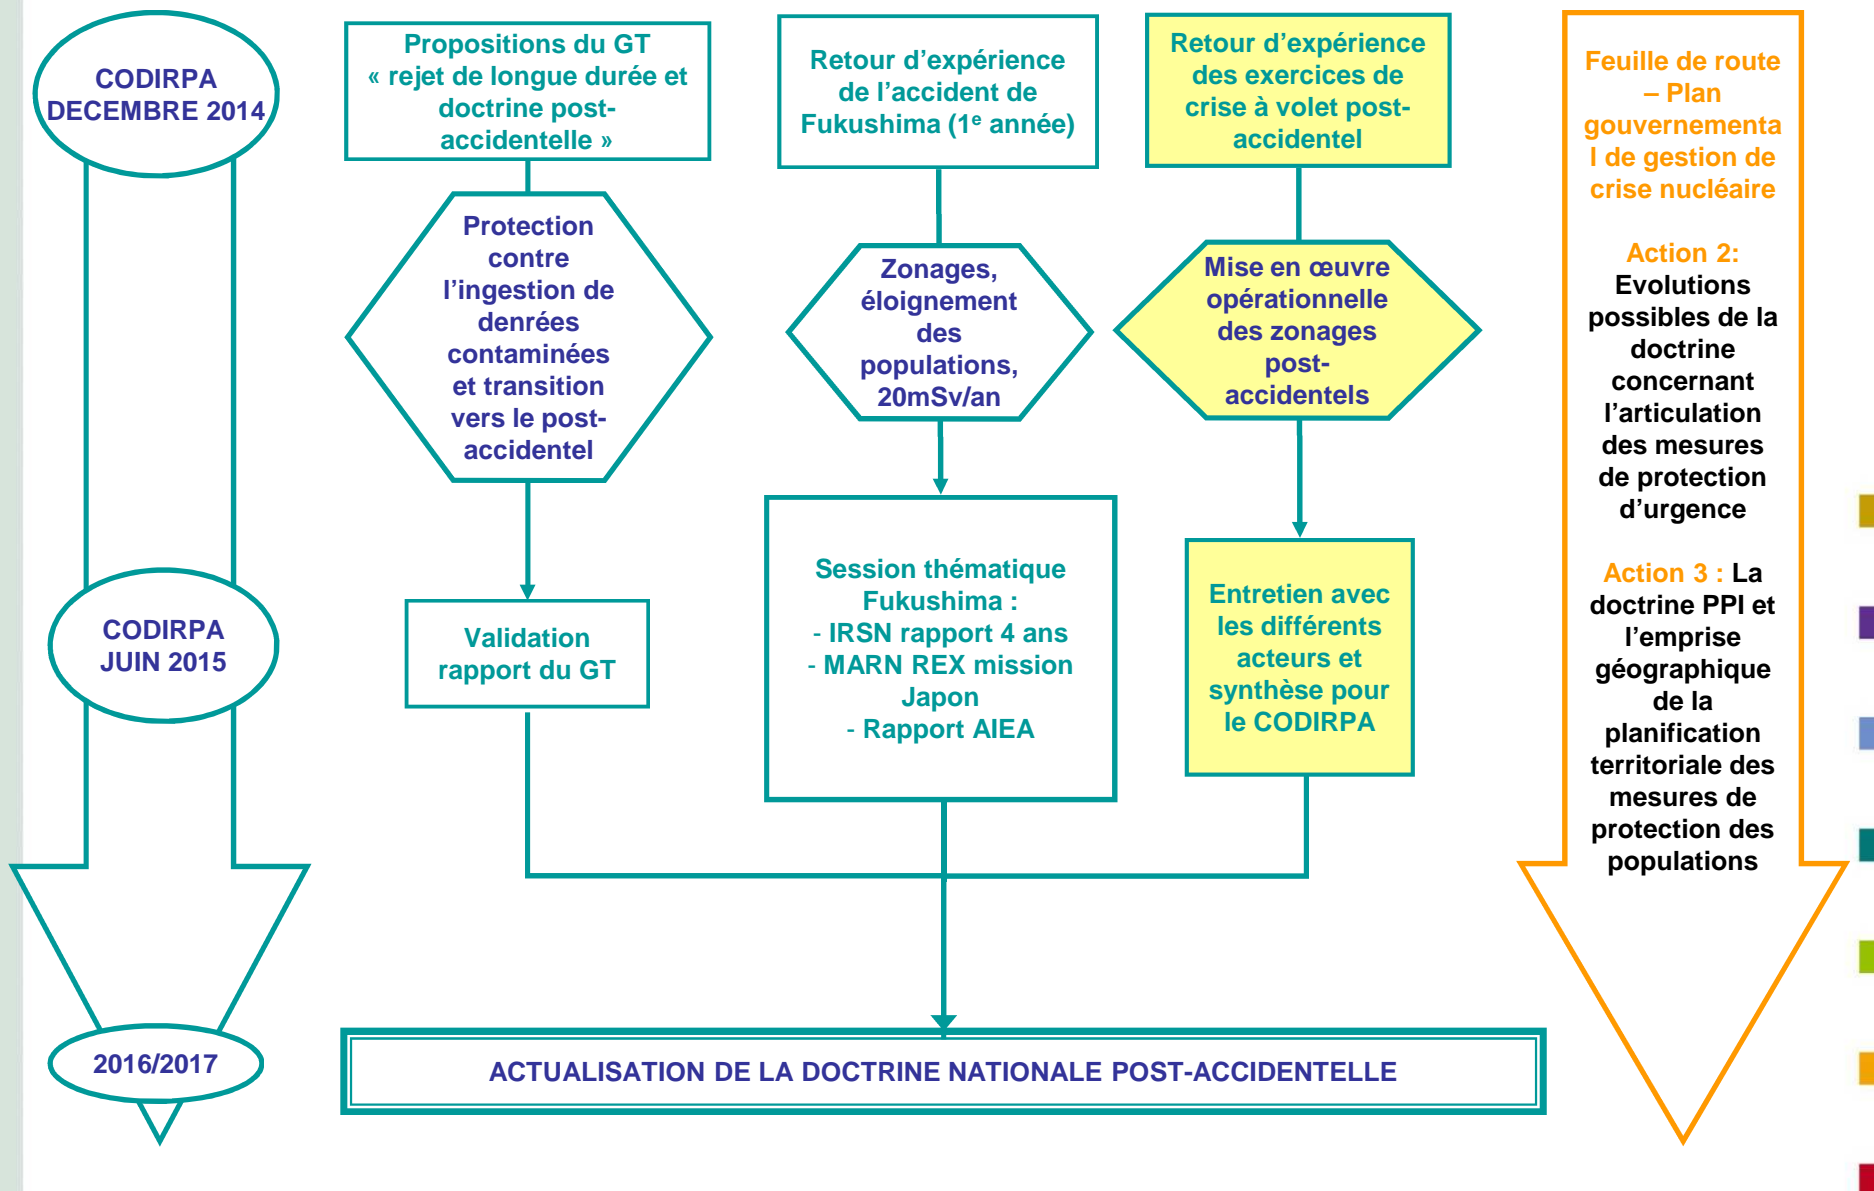 CODIRPA
DECEMBRE 2014
Propositions du GT
« rejet de longue durée et
doctrine post-
accidentelle »
Retour d’expérience
de l’accident de
Fukushima (1e année)
Retour d’expérience
des exercices de
crise à volet post-
accidentel
Protection
contre
l’ingestion de
denrées
contaminées
et transition
vers le post-
accidentel
Zonages,
éloignement
des
populations,
20mSv/an
Mise en œuvre
opérationnelle
des zonages
post-
accidentels
CODIRPA
JUIN 2015
Validation
rapport du GT
Session thématique
Fukushima :
- IRSN rapport 4 ans
- MARN REX mission
Japon
- Rapport AIEA
Entretien avec
les différents
acteurs et
synthèse pour
le CODIRPA
2016/2017
ACTUALISATION DE LA DOCTRINE NATIONALE POST-ACCIDENTELLE
Feuille de route
– Plan
gouvernementa
l de gestion de
crise nucléaire
Action 2:
Evolutions
possibles de la
doctrine
concernant
l’articulation
des mesures
de protection
d’urgence
Action 3 : La
doctrine PPI et
l’emprise
géographique
de la
planification
territoriale des
mesures de
protection des
populations